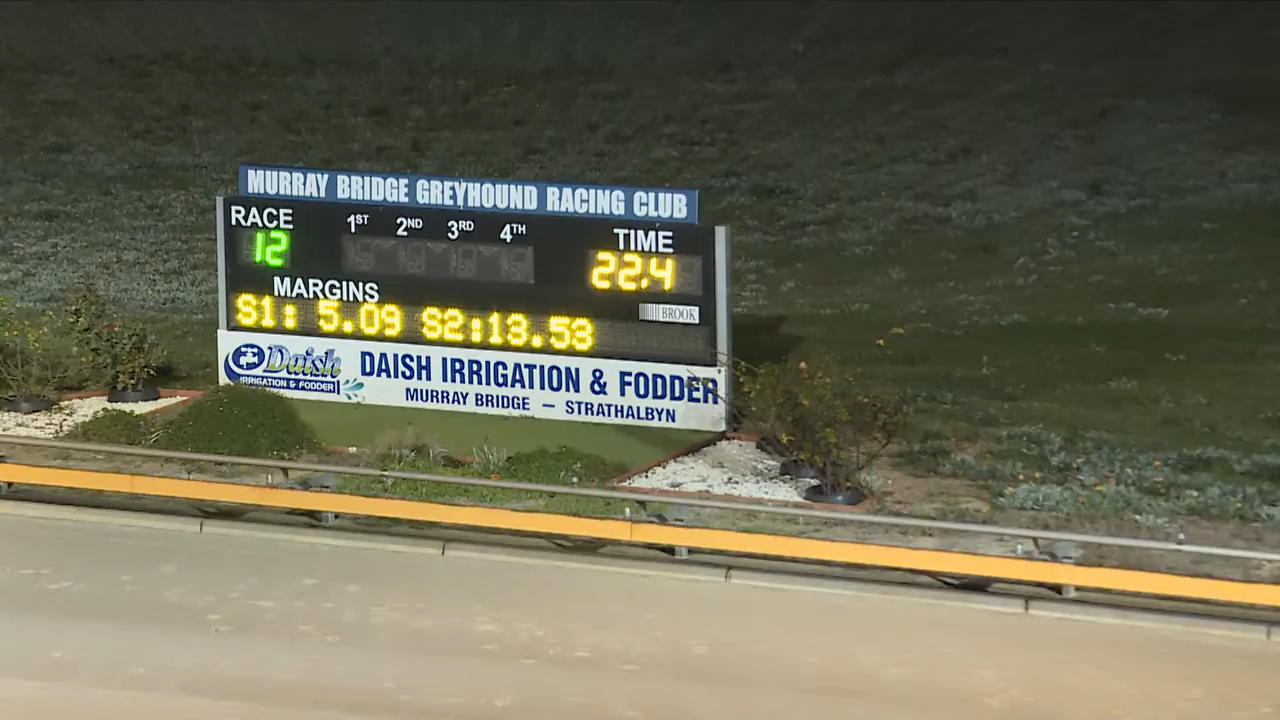 MURRAY BRIDGE GREYHOUND RACING CLUB
RACE 1ST 2ND 3RD 4TH TIME
12 22.4
MARGINS
BROOK
S1: 5.09 S2:13.53
Daish
IRRIGATION & FODDER
DAISH IRRIGATION & FODDER
MURRAY BRIDGE – STRATHALBYN